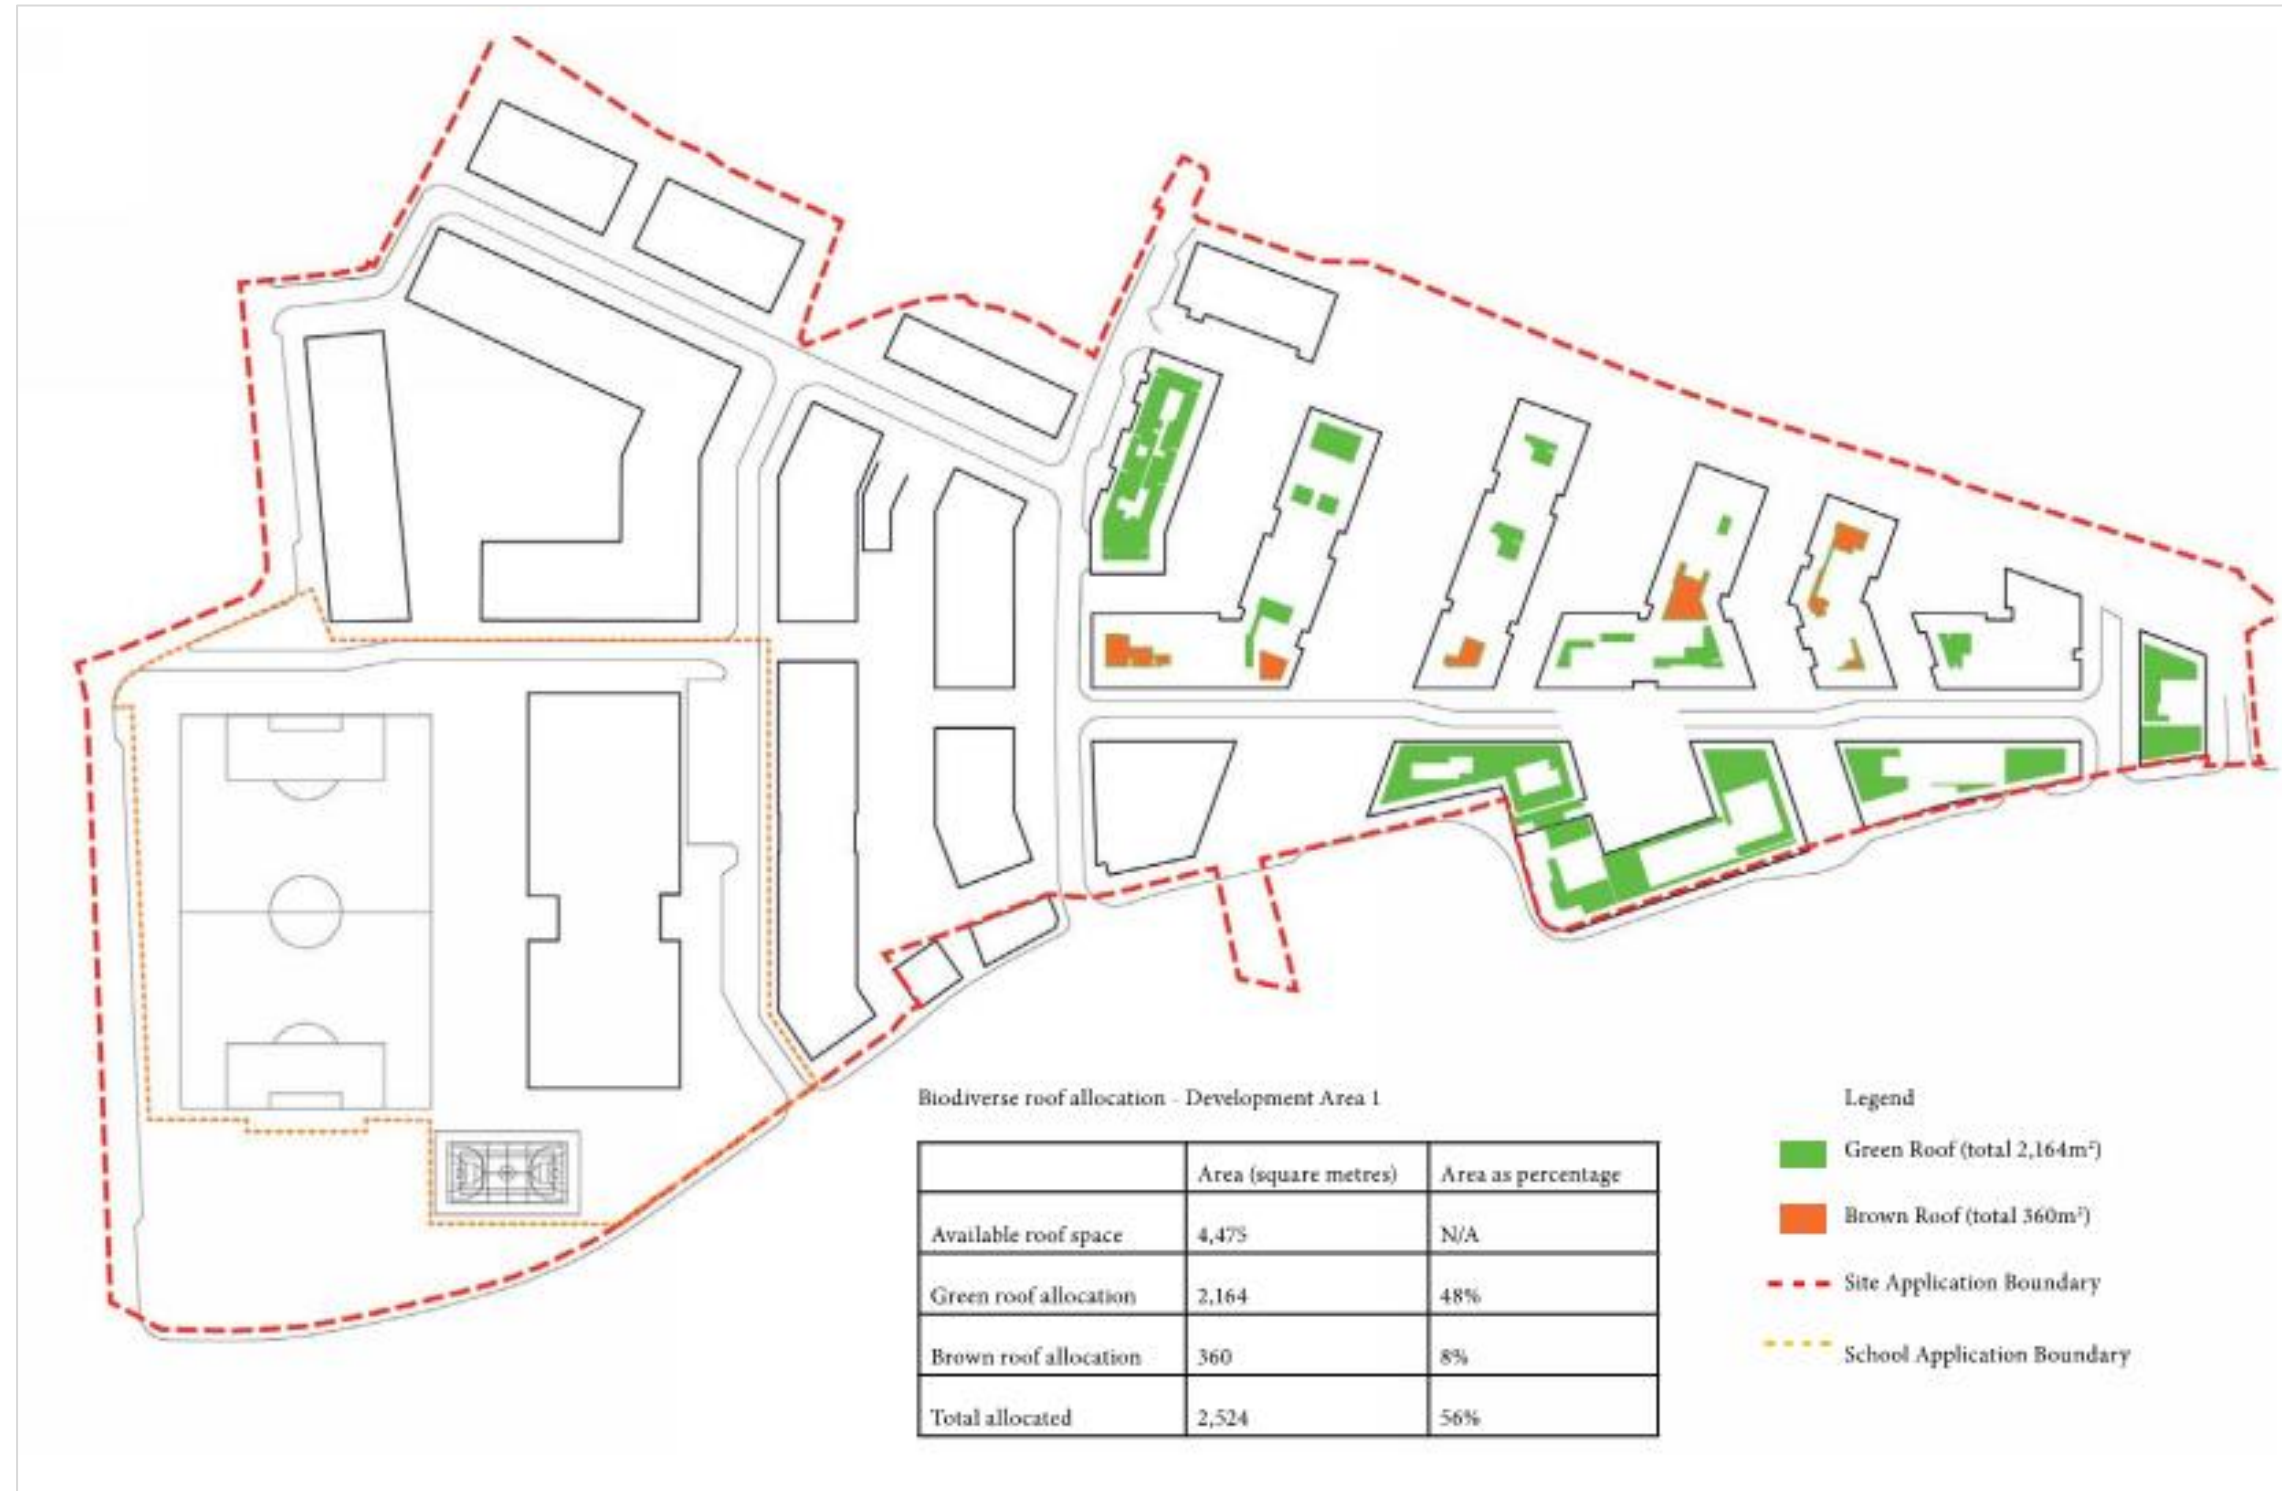 Biodiverse roof allocation - Development Area 1
Area (square metres) Area as percentage
Available roof space 4,475 N/A
Green roof allocation 2,164 48%
Brown roof allocation 360 8%
Total allocated 2,524 56%
Legend
Green Roof (total 2,164m²)
Brown Roof (total 360m²)
Site Application Boundary
School Application Boundary